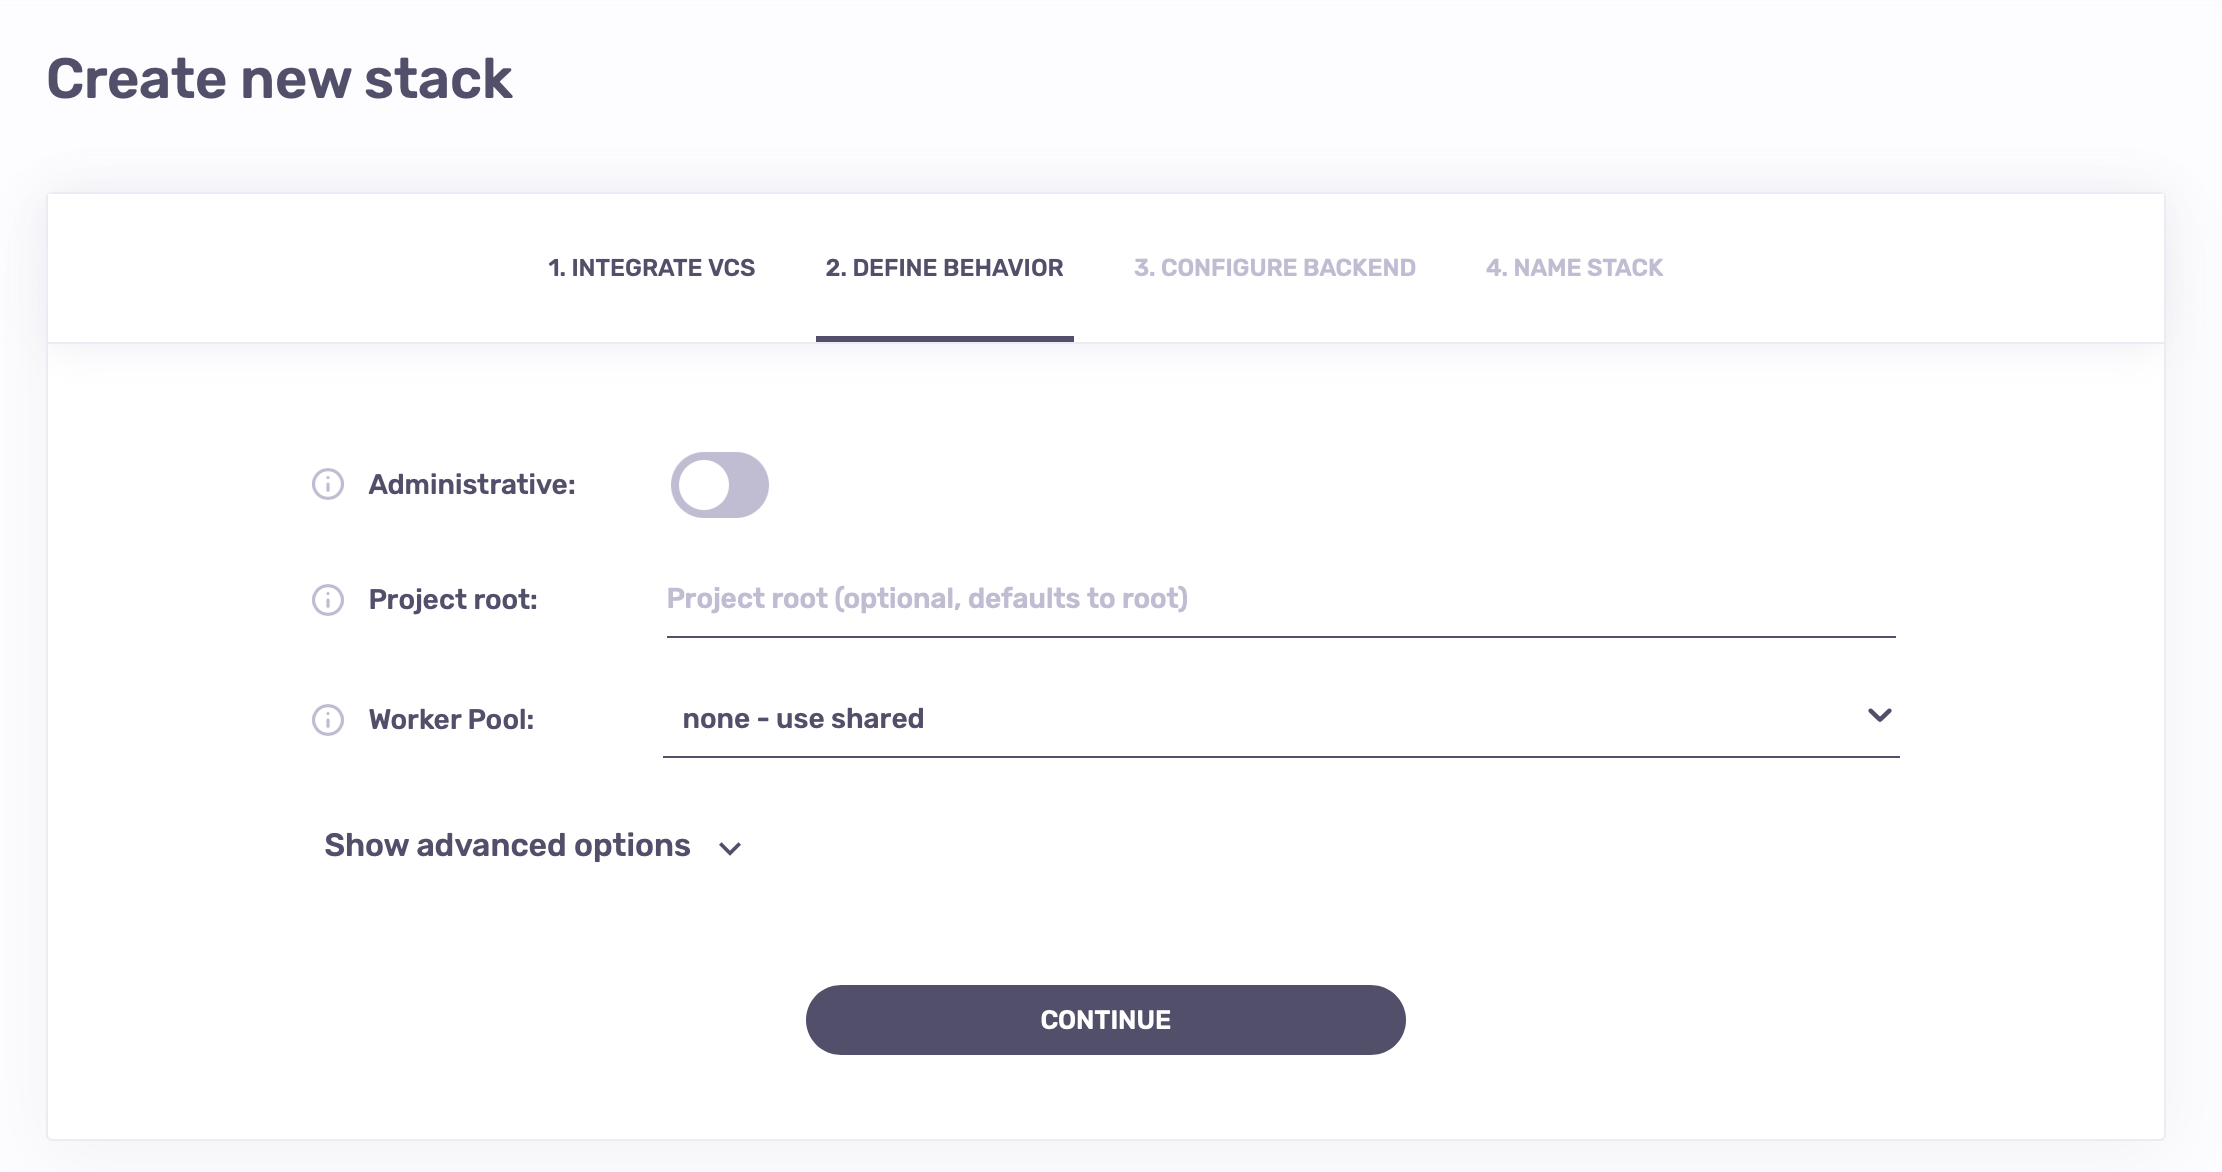 Create new stack
1. INTEGRATE VCS
2. DEFINE BEHAVIOR
3. CONFIGURE BACKEND
4. NAME STACK
Administrative:
Project root:
Project root (optional, defaults to root)
Worker Pool:
none - use shared
Show advanced options
CONTINUE